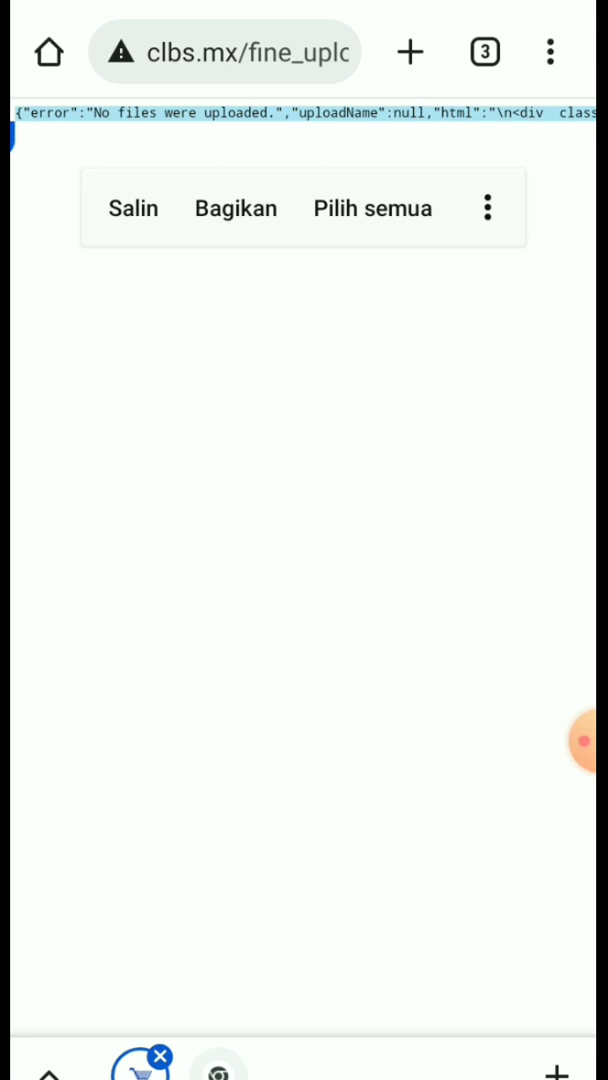 clbs.mx/fine_uplc
3
{"error":"No files were uploaded.","uploadName":null,"html":"\n<div  class
Salin Bagikan Pilih semua